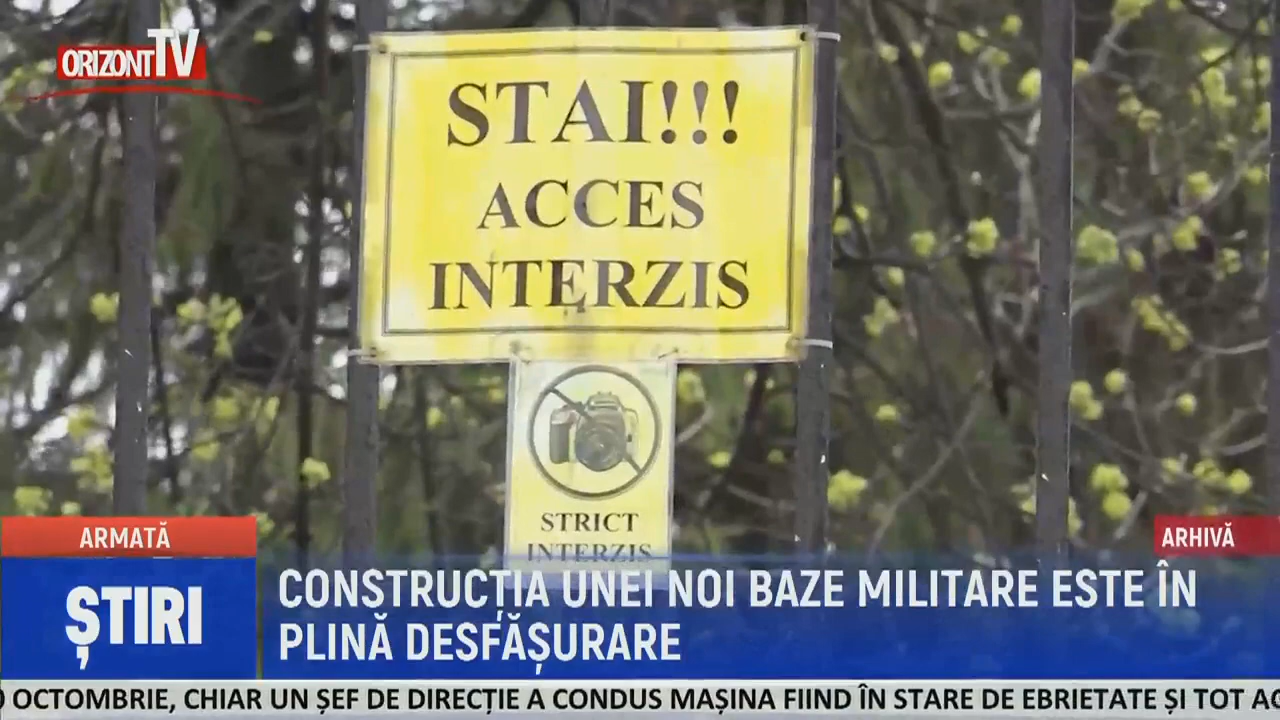 ORIZONT TV
STAI!!!
ACCES
INTERZIS
STRICT
INTERZIS
ARMATĂ
ARHIVĂ
ȘTIRI
CONSTRUCȚIA UNEI NOI BAZE MILITARE ESTE ÎN
PLINĂ DESFĂȘURARE
OCTOMBRIE, CHIAR UN ȘEF DE DIRECȚIE A CONDUS MAȘINA FIIND ÎN STARE DE EBRIETATE ȘI TOT